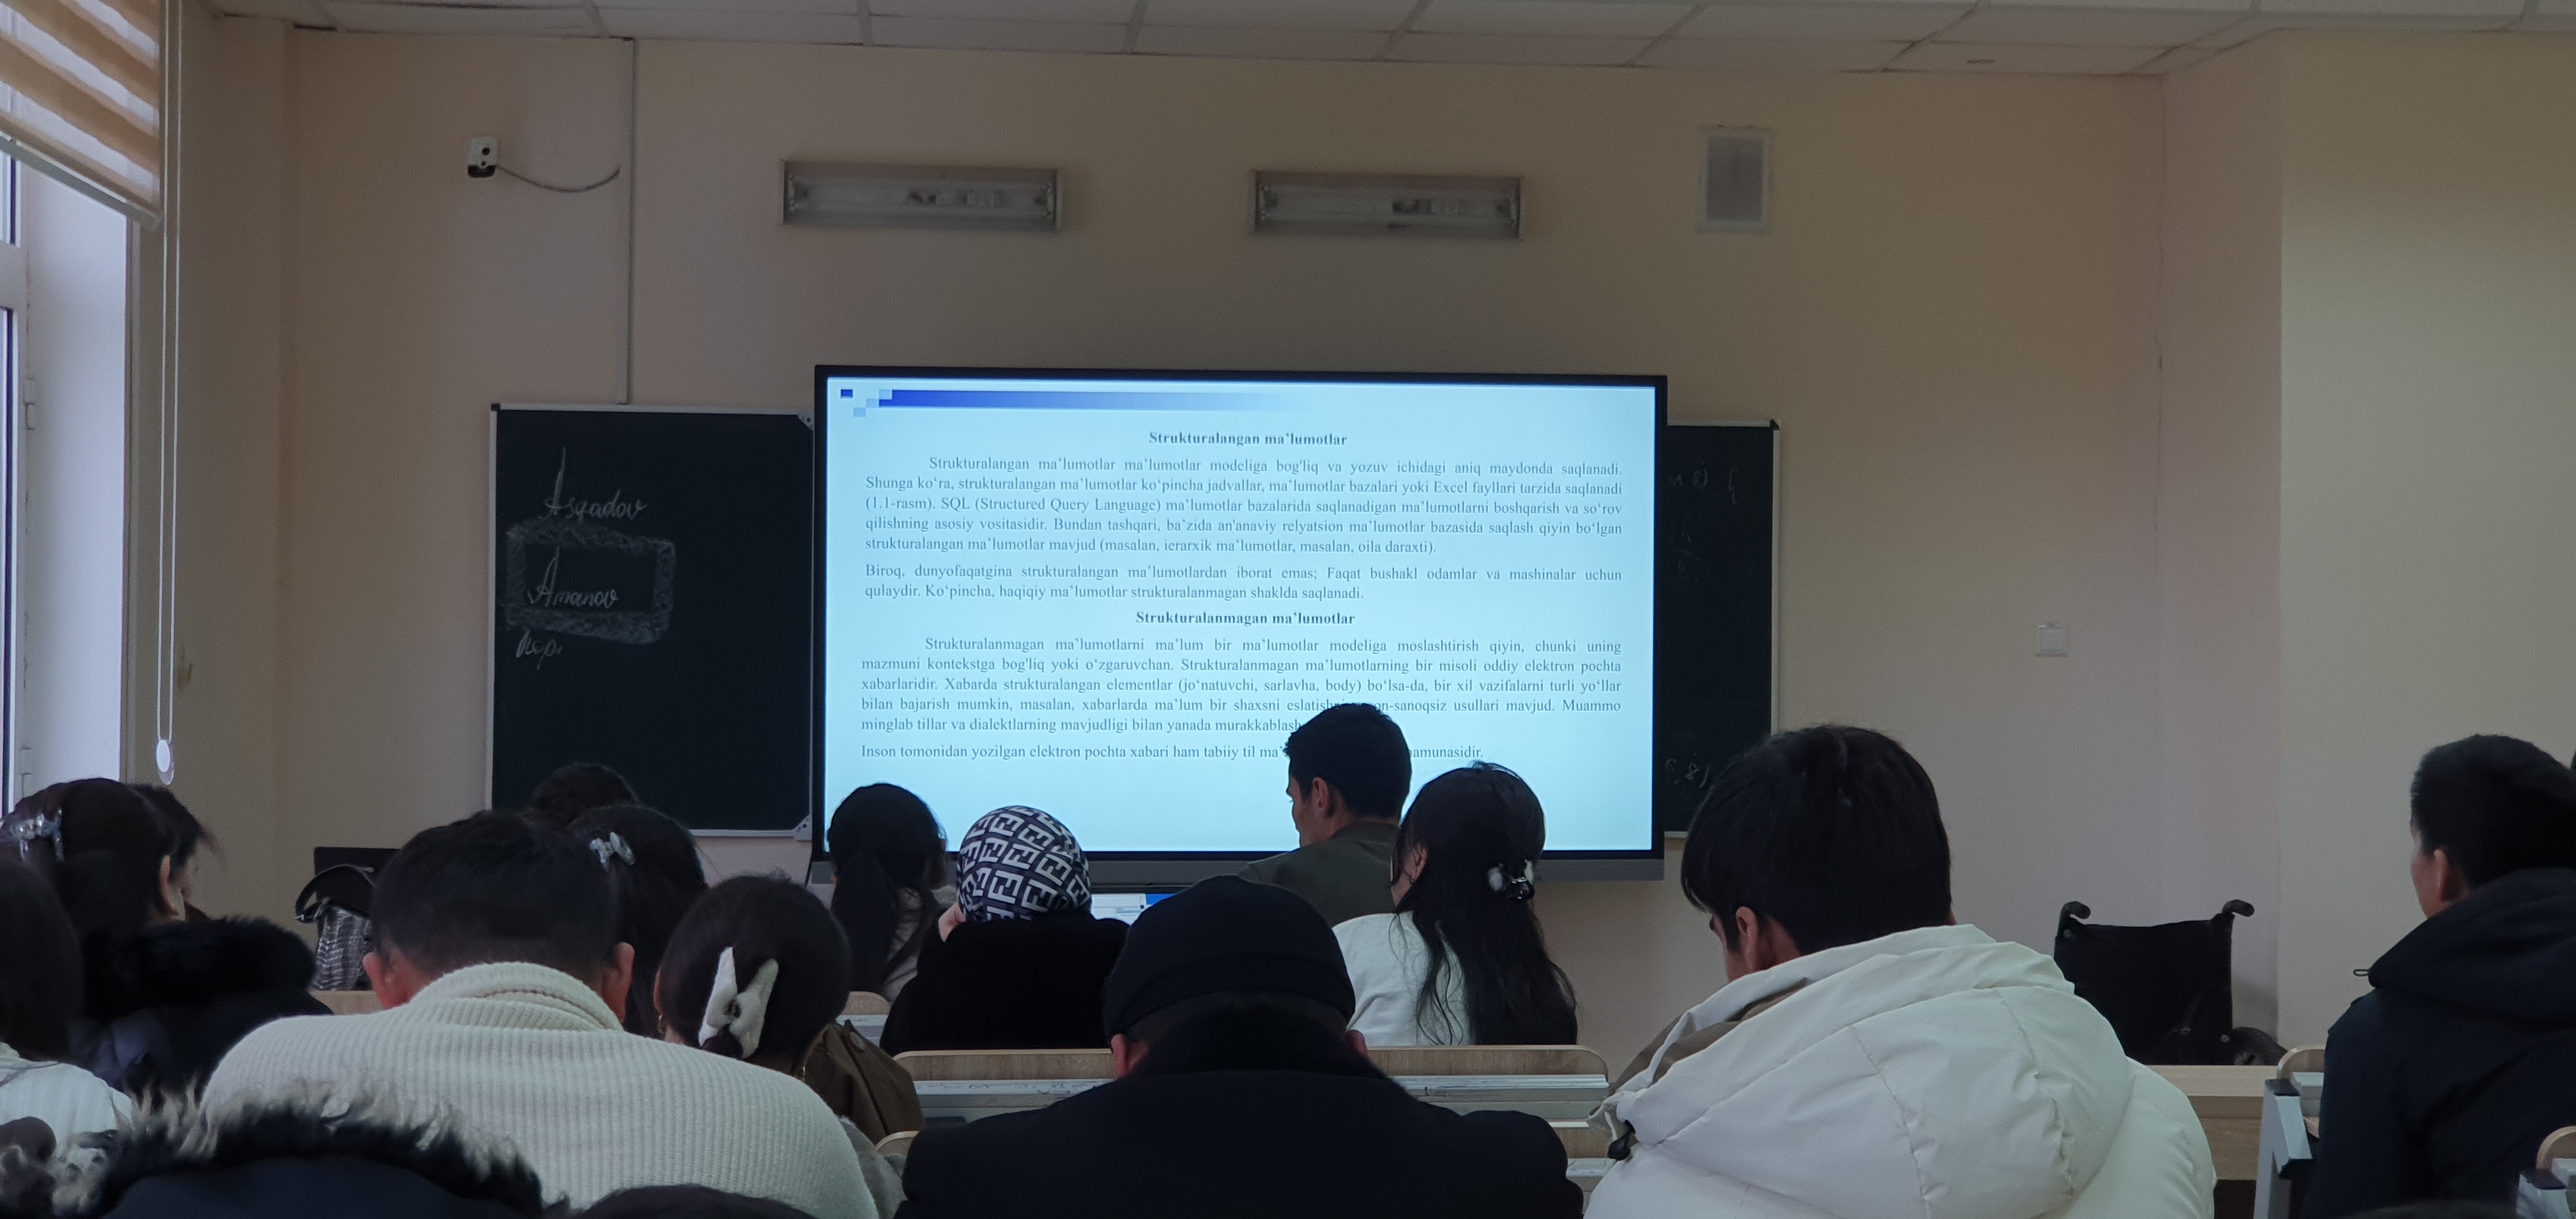 Strukturalangan ma'lumotlar
Strukturalangan ma'lumotlar ma'lumotlar modeliga bog'liq va yozuv ichidagi aniq maydonda saqlanadi.
Shunga ko'ra, strukturalangan ma'lumotlar ko'pincha jadvallar, ma'lumotlar bazalari yoki Excel fayllari tarzida saqlanadi
(1.1-rasm). SQL (Structured Query Language) ma'lumotlar bazalarida saqlanadigan ma'lumotlarni boshqarish va so'rov
qilishning asosiy vositasidir. Bundan tashqari, ba'zida an'anaviy relyatsion ma'lumotlar bazasida saqlash qiyin bo'lgan
strukturalangan ma'lumotlar mavjud (masalan, ierarxik ma'lumotlar, masalan, oila daraxti).
Biroq, dunyofaqatgina strukturalangan ma'lumotlardan iborat emas; Faqat bushakl odamlar va mashinalar uchun
qulaydir. Ko'pincha, haqiqiy ma'lumotlar strukturalanmagan shaklda saqlanadi.
Strukturalanmagan ma'lumotlar
Strukturalanmagan ma'lumotlarni ma'lum bir ma'lumotlar modeliga moslashtirish qiyin, chunki uning
mazmuni kontekstga bog'liq yoki o'zgaruvchan. Strukturalanmagan ma'lumotlarning bir misoli oddiy elektron pochta
xabarlaridir. Xabarda strukturalangan elementlar (jo'natuvchi, sarlavha, body) bo'lsa-da, bir xil vazifalarni turli yo'llar
bilan bajarish mumkin, masalan, xabarlarda ma'lum bir shaxsni usullari mavjud. Muammo
minglab tillar va dialektlarning mavjudligi bilan yanada
Inson tomonidan yozilgan elektron pochta xabari ham tabiiy til
Asqadov
Amanov